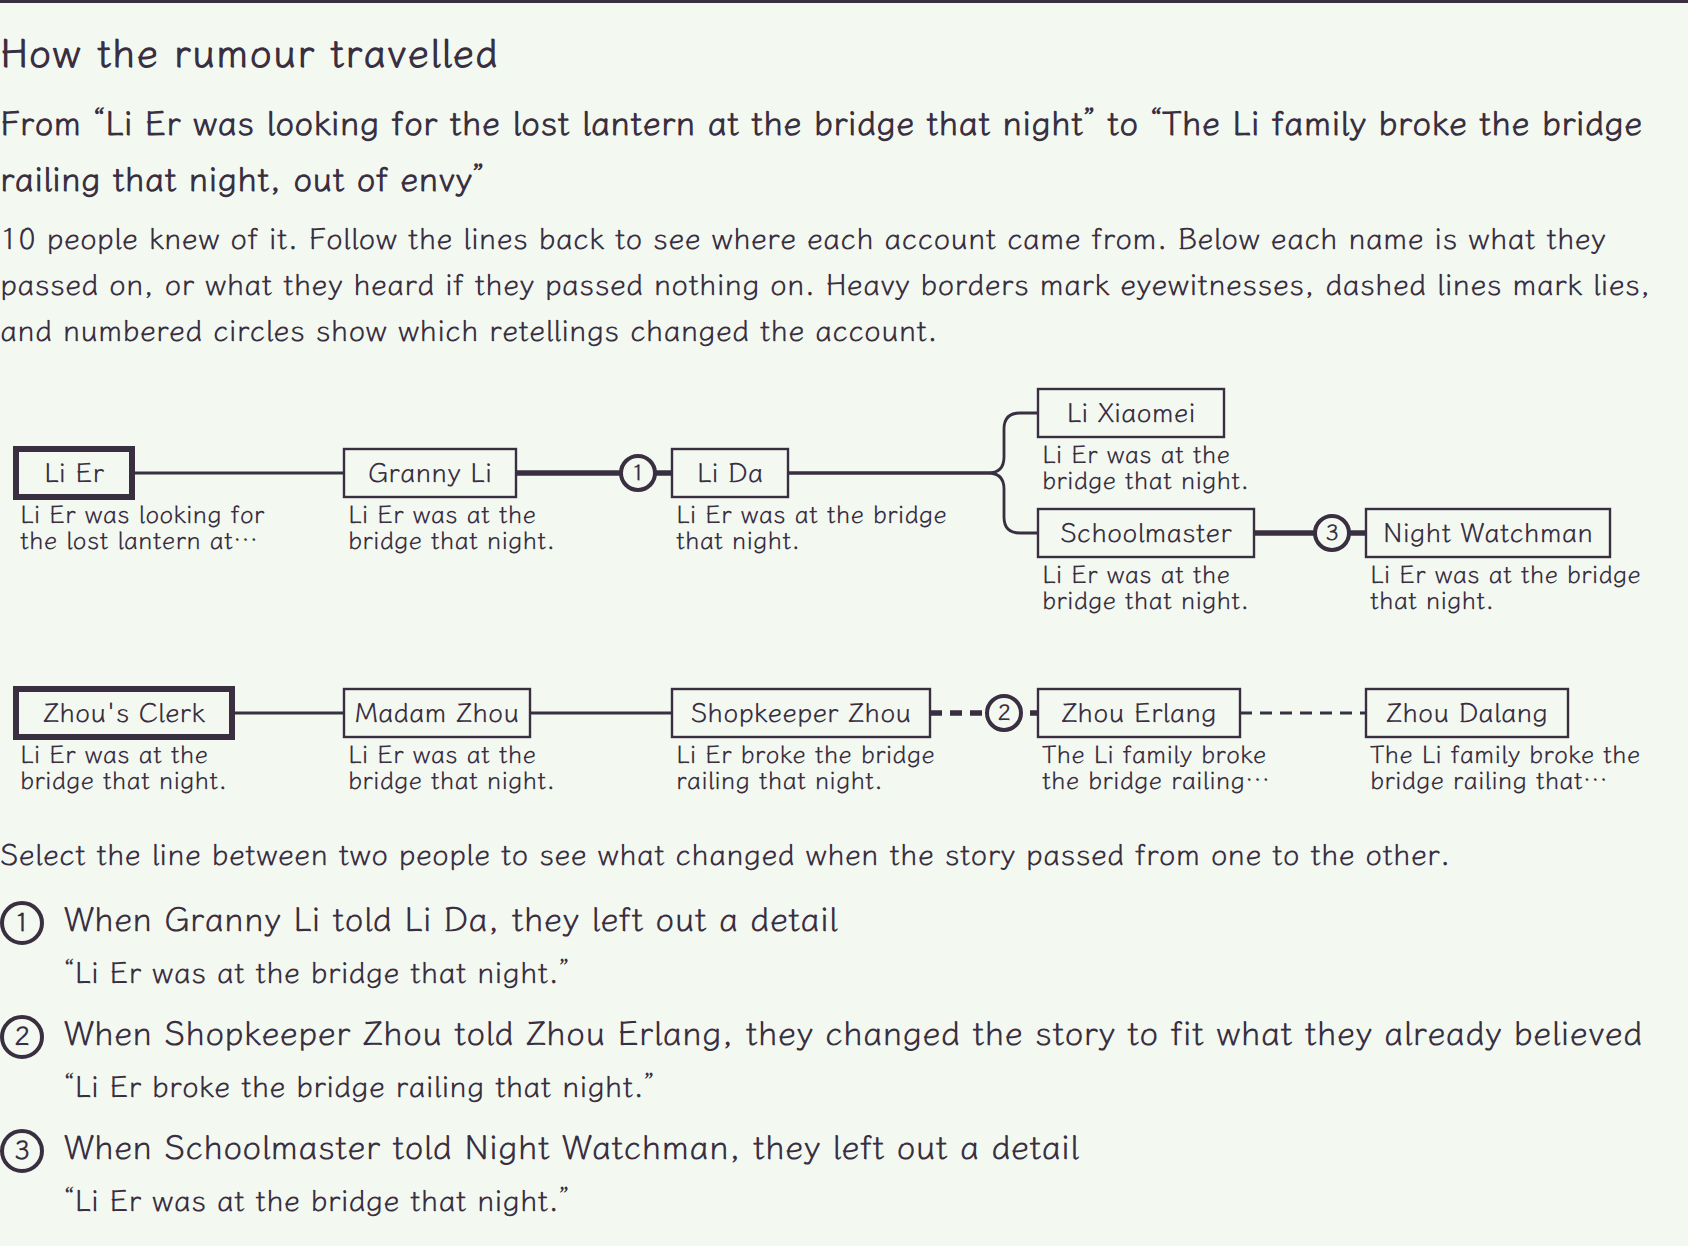 How the rumour travelled
From “Li Er was looking for the lost lantern at the bridge that night” to “The Li family broke the bridge
railing that night, out of envy”
10 people knew of it. Follow the lines back to see where each account came from. Below each name is what they
passed on, or what they heard if they passed nothing on. Heavy borders mark eyewitnesses, dashed lines mark lies,
and numbered circles show which retellings changed the account.
Li Er
Li Er was looking for
the lost lantern at⋯
Granny Li
Li Er was at the
bridge that night.
1
Li Da
Li Er was at the bridge
that night.
Li Xiaomei
Li Er was at the
bridge that night.
Schoolmaster
Li Er was at the
bridge that night.
3
Night Watchman
Li Er was at the bridge
that night.
Zhou's Clerk
Li Er was at the
bridge that night.
Madam Zhou
Li Er was at the
bridge that night.
Shopkeeper Zhou
Li Er broke the bridge
railing that night.
2
Zhou Erlang
The Li family broke
the bridge railing⋯
Zhou Dalang
The Li family broke the
bridge railing that⋯
Select the line between two people to see what changed when the story passed from one to the other.
1 When Granny Li told Li Da, they left out a detail
“Li Er was at the bridge that night.”
2 When Shopkeeper Zhou told Zhou Erlang, they changed the story to fit what they already believed
“Li Er broke the bridge railing that night.”
3 When Schoolmaster told Night Watchman, they left out a detail
“Li Er was at the bridge that night.”